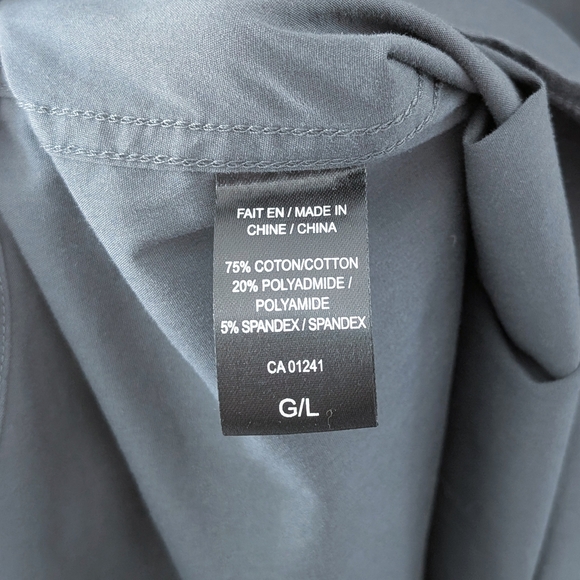 FAIT EN / MADE IN
CHINE / CHINA
75% COTON/COTTON
20% POLYADMIDE /
POLYAMIDE
5% SPANDEX / SPANDEX
CA 01241
G/L